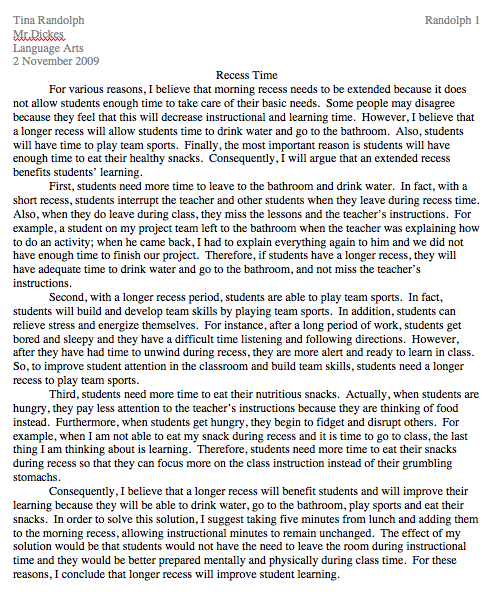 Tina Randolph Randolph 1
Mr.Dickes
Language Arts
2 November 2009
Recess Time
For various reasons, I believe that morning recess needs to be extended because it does
not allow students enough time to take care of their basic needs. Some people may disagree
because they feel that this will decrease instructional and learning time. However, I believe that
a longer recess will allow students time to drink water and go to the bathroom. Also, students
will have time to play team sports. Finally, the most important reason is students will have
enough time to eat their healthy snacks. Consequently, I will argue that an extended recess
benefits students' learning.
First, students need more time to leave to the bathroom and drink water. In fact, with a
short recess, students interrupt the teacher and other students when they leave during recess time.
Also, when they do leave during class, they miss the lessons and the teacher's instructions. For
example, a student on my project team left to the bathroom when the teacher was explaining how
to do an activity; when he came back, I had to explain everything again to him and we did not
have enough time to finish our project. Therefore, if students have a longer recess, they will
have adequate time to drink water and go to the bathroom, and not miss the teacher's
instructions.
Second, with a longer recess period, students are able to play team sports. In fact,
students will build and develop team skills by playing team sports. In addition, students can
relieve stress and energize themselves. For instance, after a long period of work, students get
bored and sleepy and they have a difficult time listening and following directions. However,
after they have had time to unwind during recess, they are more alert and ready to learn in class.
So, to improve student attention in the classroom and build team skills, students need a longer
recess to play team sports.
Third, students need more time to eat their nutritious snacks. Actually, when students are
hungry, they pay less attention to the teacher's instructions because they are thinking of food
instead. Furthermore, when students get hungry, they begin to fidget and disrupt others. For
example, when I am not able to eat my snack during recess and it is time to go to class, the last
thing I am thinking about is learning. Therefore, students need more time to eat their snacks
during recess so that they can focus more on the class instruction instead of their grumbling
stomachs.
Consequently, I believe that a longer recess will benefit students and will improve their
learning because they will be able to drink water, go to the bathroom, play sports and eat their
snacks. In order to solve this solution, I suggest taking five minutes from lunch and adding them
to the morning recess, allowing instructional minutes to remain unchanged. The effect of my
solution would be that students would not have the need to leave the room during instructional
time and they would be better prepared mentally and physically during class time. For these
reasons, I conclude that longer recess will improve student learning.